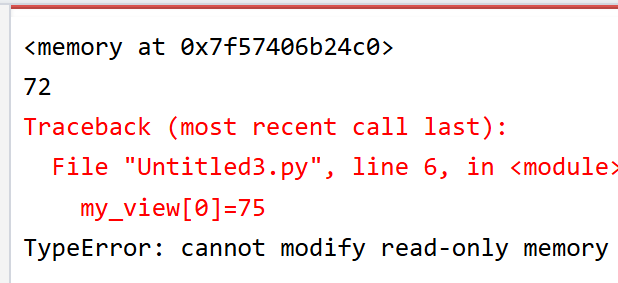 <memory at 0x7f57406b24c0>
72
Traceback (most recent call last):
  File "Untitled3.py", line 6, in <module>
    my_view[0]=75
TypeError: cannot modify read-only memory